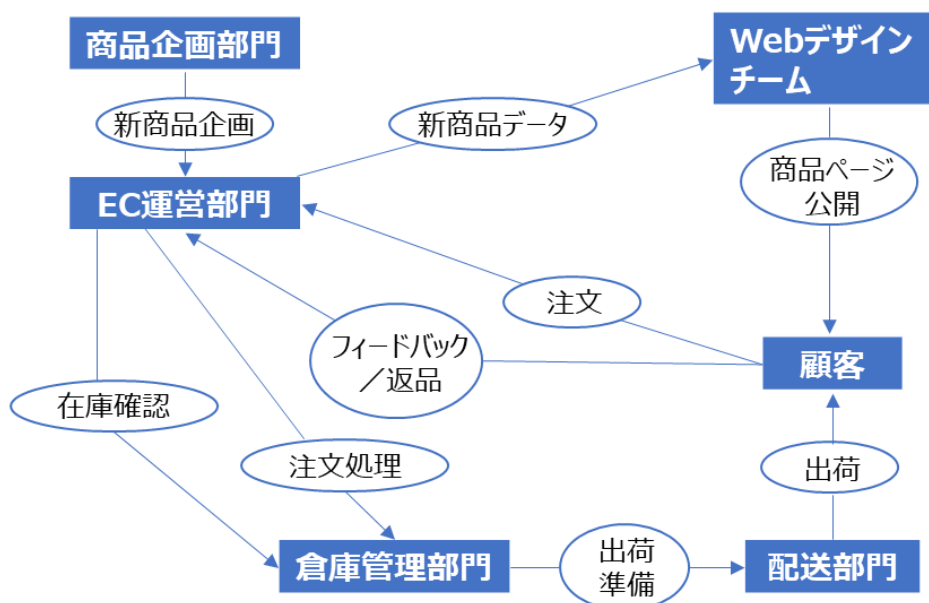 商品企画部門
Webデザイン
チーム
新商品企画
新商品データ
商品ページ
公開
EC運営部門
注文
フィードバック
／返品
顧客
在庫確認
注文処理
出荷
倉庫管理部門
出荷
準備
配送部門